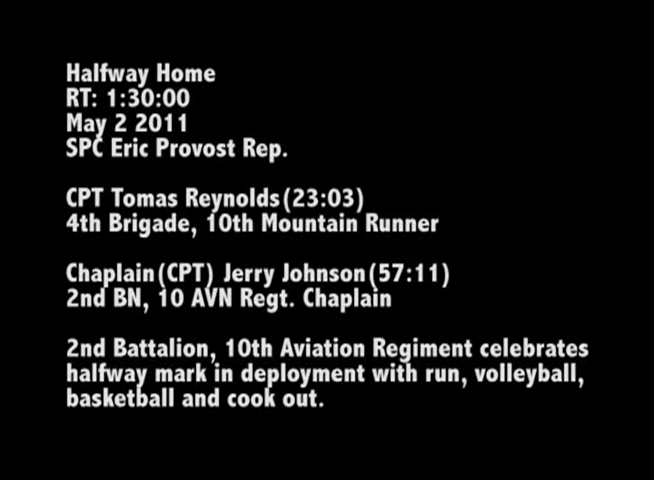 Halfway Home
RT: 1:30:00
May 2 2011
SPC Eric Provost Rep.
CPT Tomas Reynolds(23:03)
4th Brigade, 10th Mountain Runner
Chaplain(CPT) Jerry Johnson(57:11)
2nd BN, 10 AVN Regt. Chaplain
2nd Battalion, 10th Aviation Regiment celebrates
halfway mark in deployment with run, volleyball,
basketball and cook out.